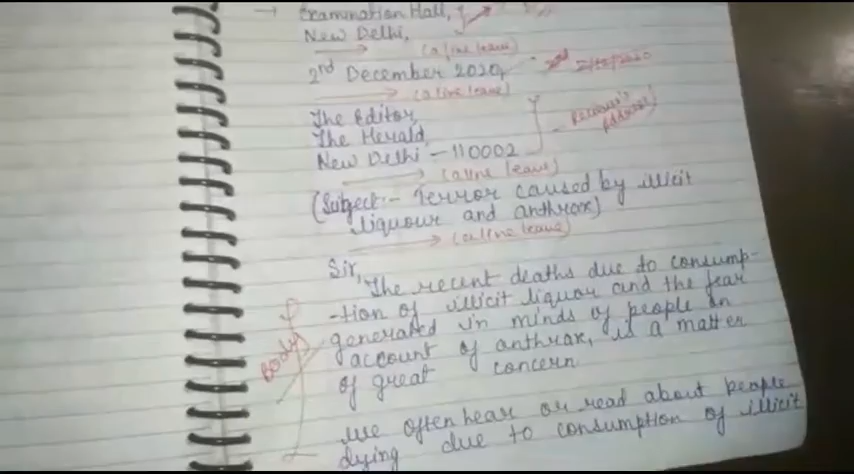 → Examination Hall,
New Delhi,
(a line leave)
2nd December 2020,
(a line leave)
The Editor,
The Herald,
Receiver's
Address
New Delhi - 110002
(a line leave)
(Subject:- Terror caused by illicit
liquour and anthrax)
(a line leave)
Sir,
The recent deaths due to consump-
-tion of illicit liquor and the fear
generated in minds of people on
account of anthrax, is a matter
of great concern
Body
we often hear or read about people
dying due to consumption of illicit